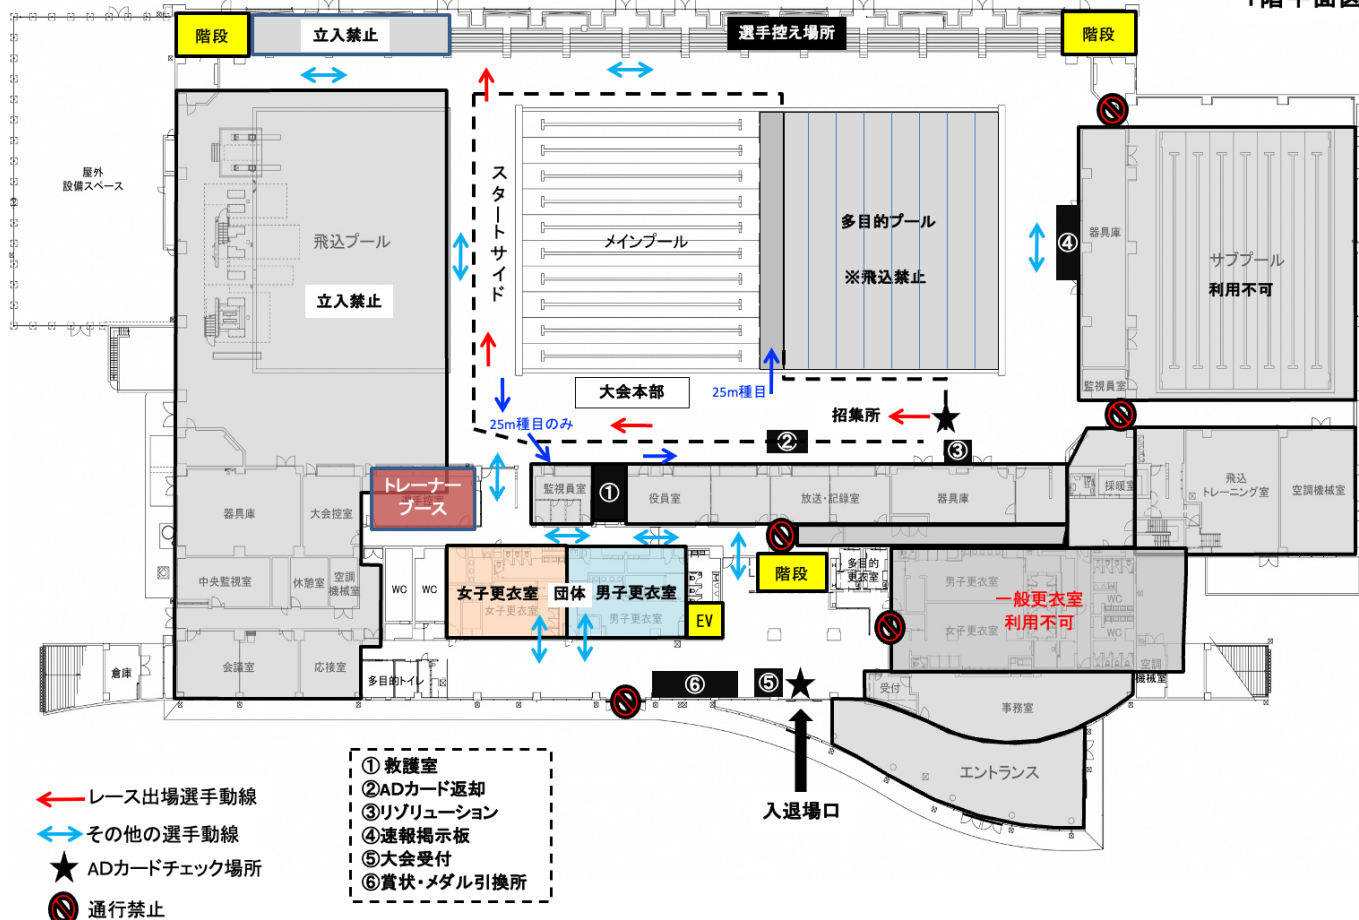 1階平面図
階段
立入禁止
選手控え場所
階段
屋外
設備スペース
飛込プール
立入禁止
スタートサイド
メインプール
多目的プール
※飛込禁止
④
器具庫
サブプール
利用不可
監視員室
大会本部
25m種目
招集所
25m種目のみ
②
③
トレーナー
ブース
監視員室
①
役員室
放送・記録室
器具庫
採暖室
飛込
トレーニング室
空調機械室
器具庫
大会控室
中央監視室
休憩室
空調
機械室
WC
WC
女子更衣室
団体
男子更衣室
女子更衣室
男子更衣室
EV
階段
多目的
更衣室
男子更衣室
一般更衣室
利用不可
女子更衣室
WC
WC
空調
機械室
倉庫
会議室
応接室
多目的トイレ
⑥
⑤
受付
事務室
エントランス
入退場口
レース出場選手動線
その他の選手動線
ADカードチェック場所
通行禁止
① 救護室
②ADカード返却
③リゾリューション
④速報掲示板
⑤大会受付
⑥賞状・メダル引換所